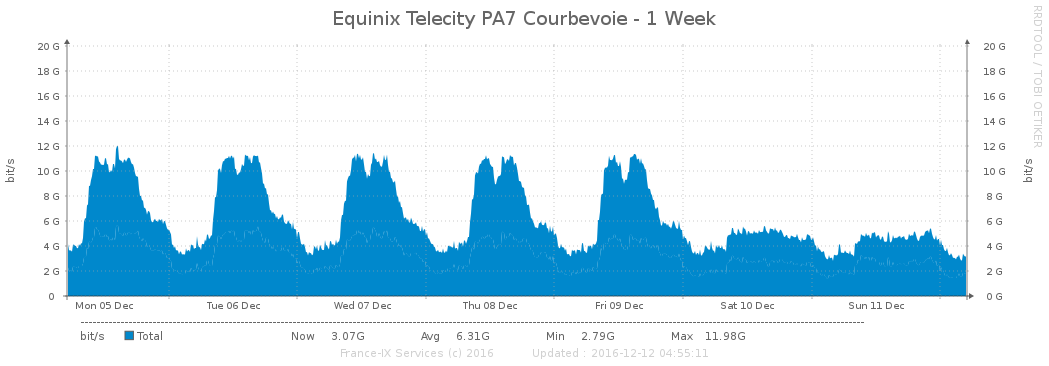 Equinix Telecity PA7 Courbevoie - 1 Week
RRDTOOL / TOBI OETIKER
bit/s
20 G
18 G
16 G
14 G
12 G
10 G
8 G
6 G
4 G
2 G
0
20 G
18 G
16 G
14 G
12 G
10 G
8 G
6 G
4 G
2 G
0 G
bit/s
Mon 05 Dec Tue 06 Dec Wed 07 Dec Thu 08 Dec Fri 09 Dec Sat 10 Dec Sun 11 Dec
bit/s Total Now 3.07G Avg 6.31G Min 2.79G Max 11.98G
France-IX Services (c) 2016 Updated : 2016-12-12 04:55:11